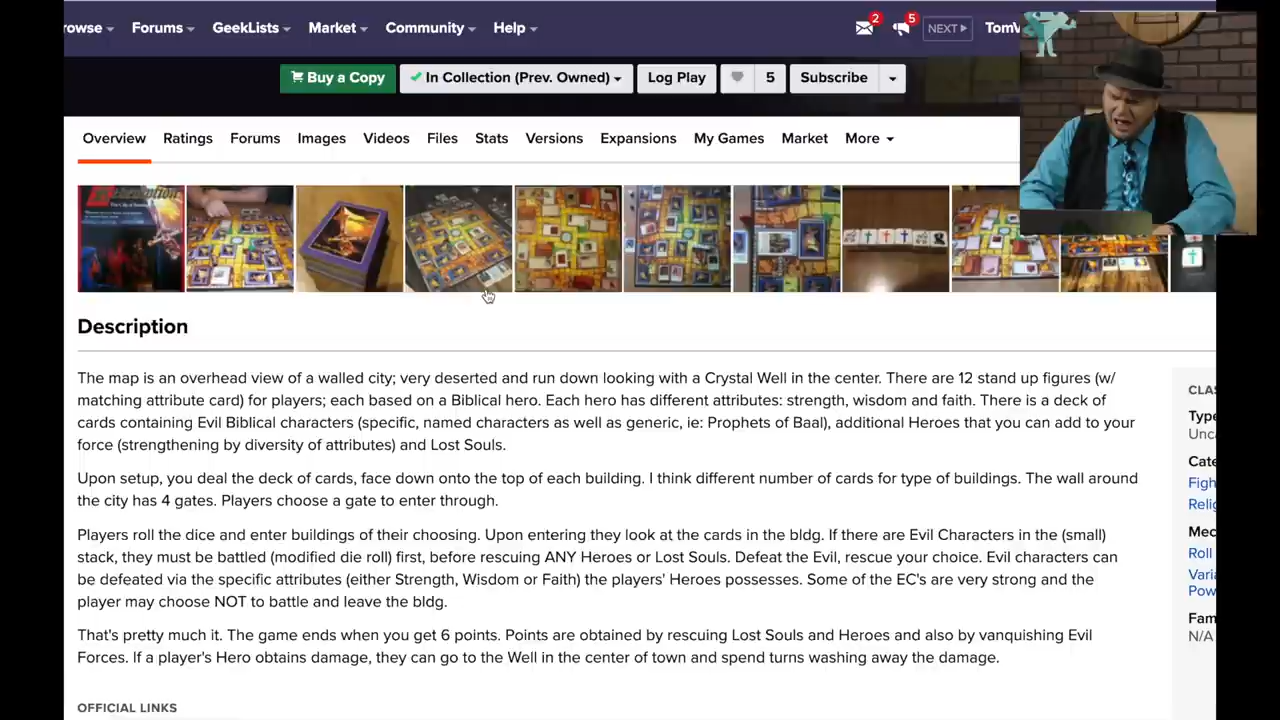 rowse
Forums
GeekLists
Market
Community
Help
2
5
NEXT
TomV
Buy a Copy
In Collection (Prev. Owned)
Log Play
5
Subscribe
Overview
Ratings
Forums
Images
Videos
Files
Stats
Versions
Expansions
My Games
Market
More
Description
The map is an overhead view of a walled city; very deserted and run down looking with a Crystal Well in the center. There are 12 stand up figures (w/
matching attribute card) for players; each based on a Biblical hero. Each hero has different attributes: strength, wisdom and faith. There is a deck of
cards containing Evil Biblical characters (specific, named characters as well as generic, ie: Prophets of Baal), additional Heroes that you can add to your
force (strengthening by diversity of attributes) and Lost Souls.
Upon setup, you deal the deck of cards, face down onto the top of each building. I think different number of cards for type of buildings. The wall around
the city has 4 gates. Players choose a gate to enter through.
Players roll the dice and enter buildings of their choosing. Upon entering they look at the cards in the bldg. If there are Evil Characters in the (small)
stack, they must be battled (modified die roll) first, before rescuing ANY Heroes or Lost Souls. Defeat the Evil, rescue your choice. Evil characters can
be defeated via the specific attributes (either Strength, Wisdom or Faith) the players' Heroes possesses. Some of the EC's are very strong and the
player may choose NOT to battle and leave the bldg.
That's pretty much it. The game ends when you get 6 points. Points are obtained by rescuing Lost Souls and Heroes and also by vanquishing Evil
Forces. If a player's Hero obtains damage, they can go to the Well in the center of town and spend turns washing away the damage.
OFFICIAL LINKS
CLAS
Type
Unca
Cate
Figh
Relig
Mec
Roll
Varia
Pow
Fam
N/A